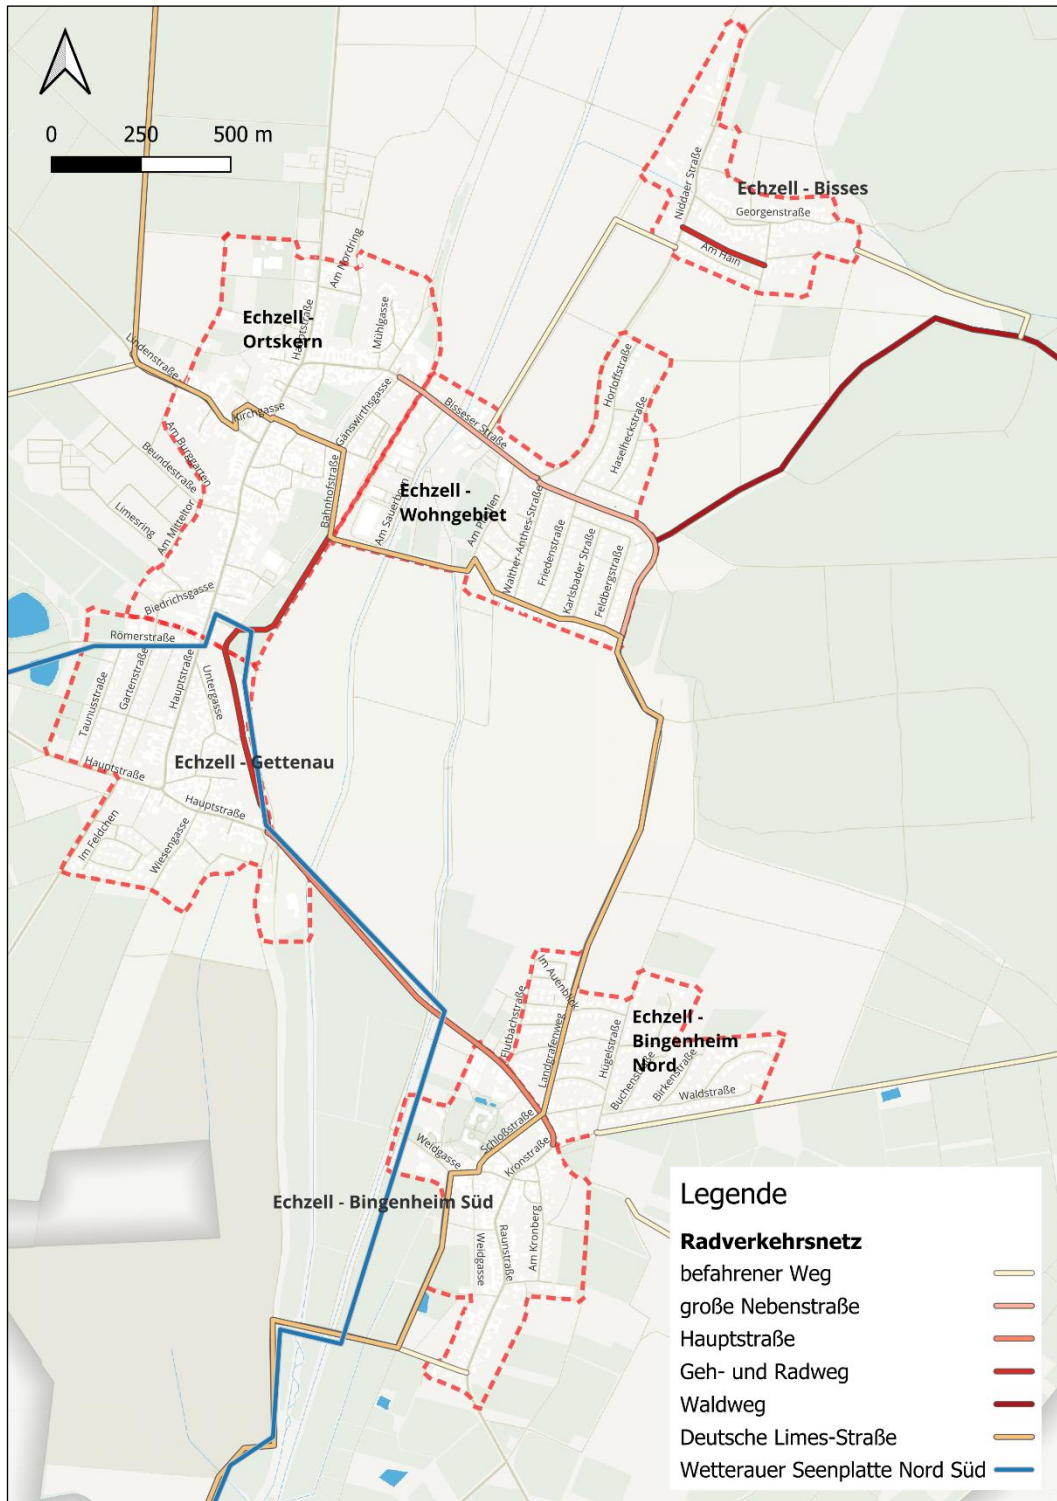 0 250 500 m
Niddaer Straße
Echzell - Bisses
Georgenstraße
Am Hain
Am Nordring
Hauptstraße
Mühlgasse
Echzell -
Ortskern
Lindenstraße
Kirchgasse
Gänswirthsgasse
Bisseser Straße
Horloffstraße
Haselheckstraße
Am Burggarten
Beundestraße
Limesring
Am Mitteltor
Bahnhofstraße
Am Sauerborn
Echzell -
Wohngebiet
Walther-Anthes-Straße
Friedenstraße
Karlsbader Straße
Feldbergstraße
Biedrichsgasse
Römerstraße
Taunusstraße
Gartenstraße
Hauptstraße
Untergasse
Echzell - Gettenau
Hauptstraße
Hauptstraße
Im Feldchen
Wiesengasse
Im Auenblick
Flutbachstraße
Landgrafenweg
Hügelstraße
Echzell -
Bingenheim
Nord
Buchenstraße
Birkenstraße
Waldstraße
Schloßstraße
Weidgasse
Kronstraße
Echzell - Bingenheim Süd
Weidgasse
Raunstraße
Am Kronberg
Legende
Radverkehrsnetz
befahrener Weg
große Nebenstraße
Hauptstraße
Geh- und Radweg
Waldweg
Deutsche Limes-Straße
Wetterauer Seenplatte Nord Süd